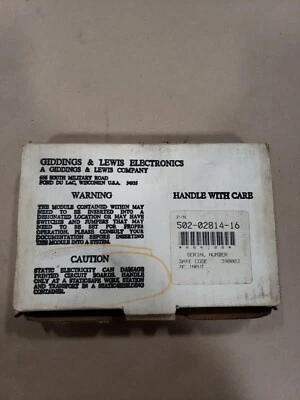 GIDDINGS & LEWIS ELECTRONICS
A GIDDINGS & LEWIS COMPANY
666 SOUTH MILITARY ROAD
FOND DU LAC, WISCONSIN U.S.A. 54935
WARNING
HANDLE WITH CARE
THE MODULE CONTAINED WITHIN MAY
NEED TO BE INSERTED INTO A
DESIGNATED LOCATION OR MAY HAVE
SWITCHES AND JUMPERS THAT MAY
NEED TO BE SET FOR PROPER
OPERATION. PLEASE CONSULT YOUR
DOCUMENTATION BEFORE INSERTING
THIS MODULE INTO A SYSTEM.
P/N
502-02814-16
SERIAL NUMBER
DATE CODE
INPUT
CAUTION
STATIC ELECTRICITY CAN DAMAGE
PRINTED CIRCUIT BOARDS. HANDLE
ONLY AT A STATIC-SAFE WIRE STATION
AND TRANSPORT IN A STATIC-SHIELDING
CONTAINER.